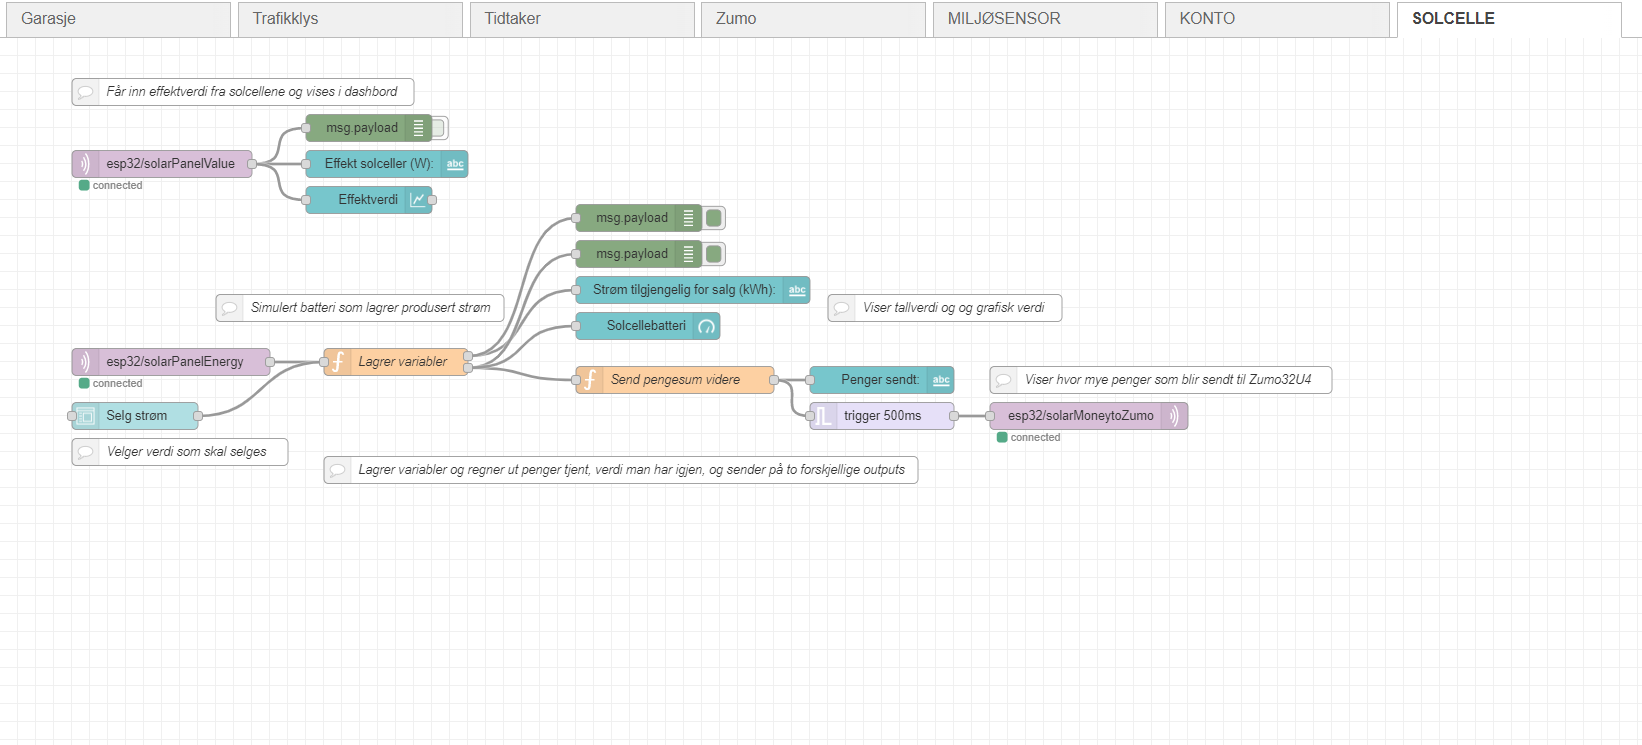 Garasje
Trafikklys
Tidtaker
Zumo
MILJØSENSOR
KONTO
SOLCELLE
Får inn effektverdi fra solcellene og vises i dashbord
msg.payload
esp32/solarPanelValue
Effekt solceller (W):
abc
connected
Effektverdi
msg.payload
msg.payload
Strøm tilgjengelig for salg (kWh):
abc
Simulert batteri som lagrer produsert strøm
Viser tallverdi og og grafisk verdi
Solcellebatteri
esp32/solarPanelEnergy
Lagrer variabler
connected
Send pengesum videre
Penger sendt:
abc
Viser hvor mye penger som blir sendt til Zumo32U4
Selg strøm
trigger 500ms
esp32/solarMoneytoZumo
connected
Velger verdi som skal selges
Lagrer variabler og regner ut penger tjent, verdi man har igjen, og sender på to forskjellige outputs